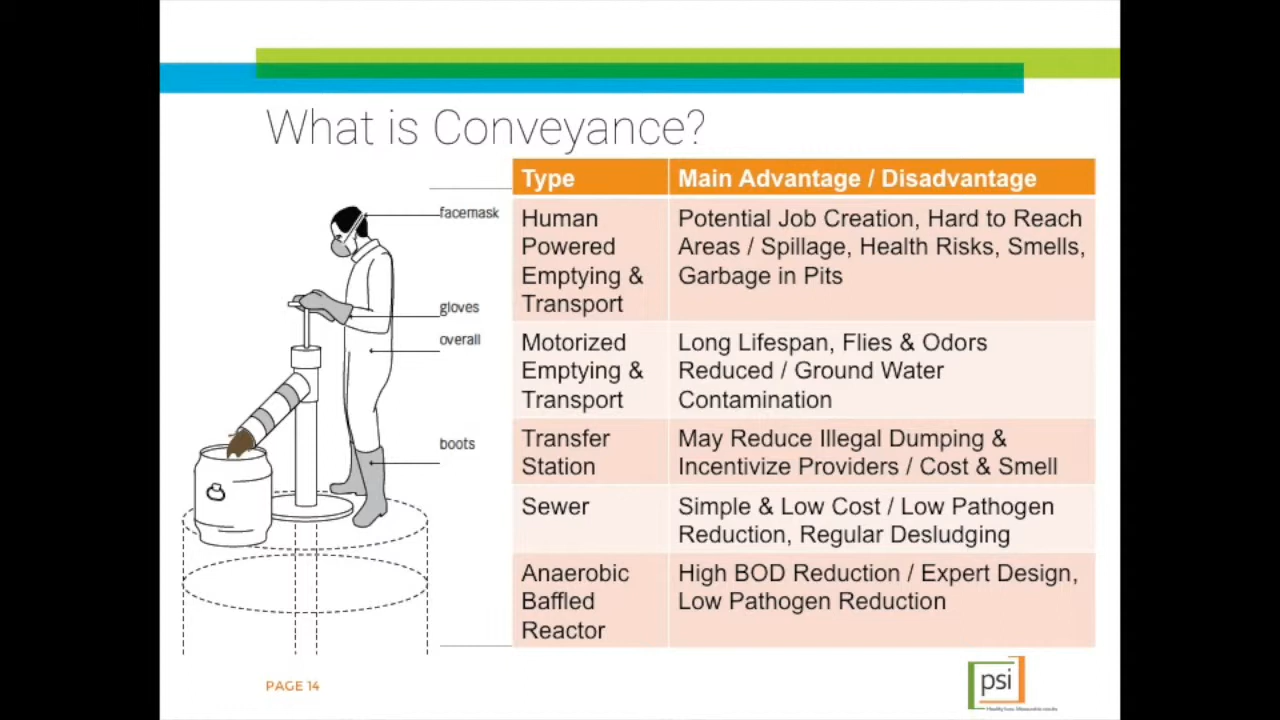 What is Conveyance?
facemask
gloves
overall
boots
Type
Main Advantage / Disadvantage
Human
Powered
Emptying &
Transport
Potential Job Creation, Hard to Reach
Areas / Spillage, Health Risks, Smells,
Garbage in Pits
Motorized
Emptying &
Transport
Long Lifespan, Flies & Odors
Reduced / Ground Water
Contamination
Transfer
Station
May Reduce Illegal Dumping &
Incentivize Providers / Cost & Smell
Sewer
Simple & Low Cost / Low Pathogen
Reduction, Regular Desludging
Anaerobic
Baffled
Reactor
High BOD Reduction / Expert Design,
Low Pathogen Reduction
PAGE 14
psi